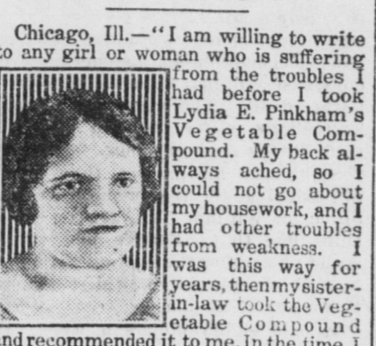 Chicago, Ill.—"I am willing to write
to any girl or woman who is suffering
from the troubles I
had before I took
Lydia E. Pinkham's
Vegetable Com-
pound. My back al-
ways ached, so I
could not go about
my housework, and I
had other troubles
from weakness. I
was this way for
years, then my sister-
in-law took the Veg-
etable Compound
and recommended it to me. In the time I